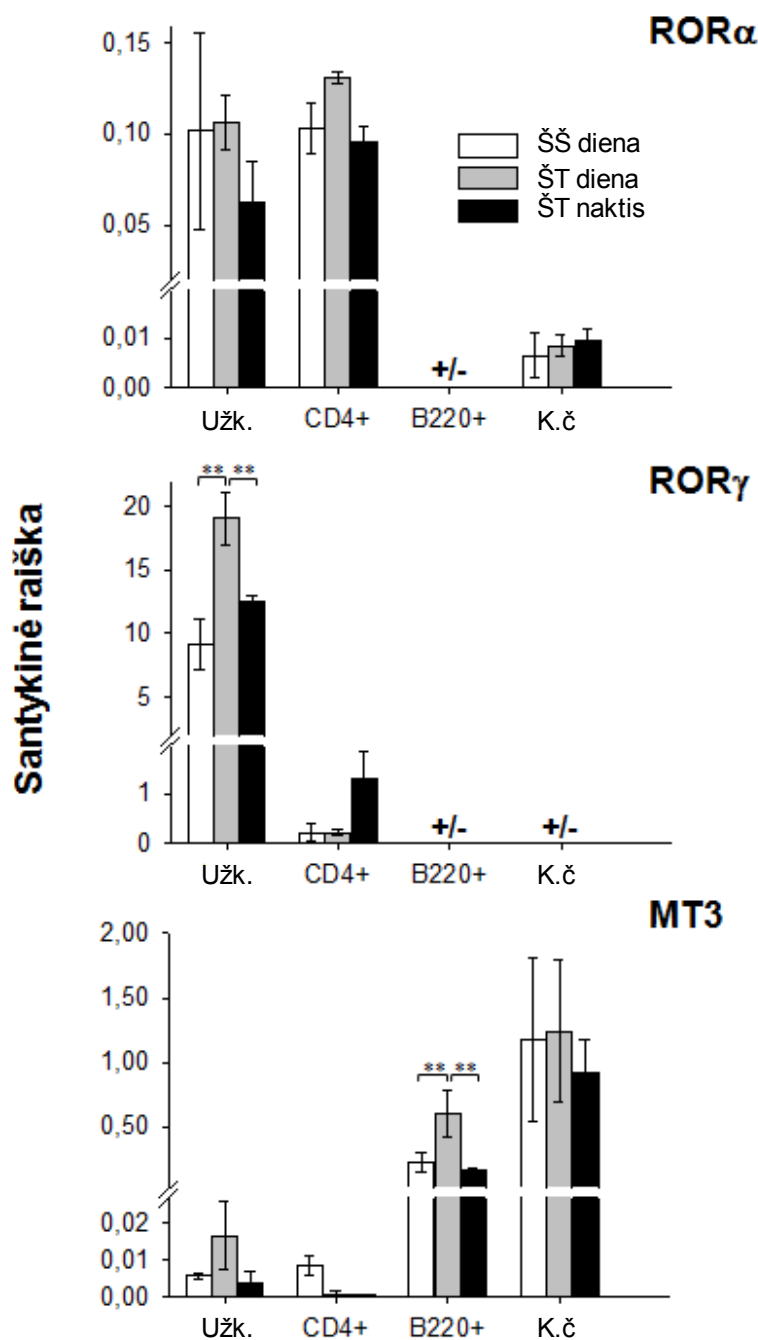 RORα
0,15
0,10
0,05
0,01
0,00
ŠŠ diena
ŠT diena
ŠT naktis
+/-
Užk.
CD4+
B220+
K.č
Santykinė raiška
RORγ
** **
20
15
10
5
1
0
+/-
+/-
Užk.
CD4+
B220+
K.č
MT3
2,00
1,50
1,00
0,50
0,02
0,01
0,00
** **
Užk.
CD4+
B220+
K.č